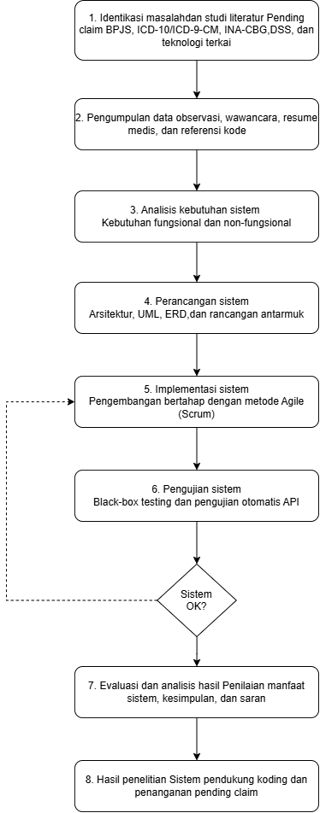 1. Identikasi masalahdan studi literatur Pending
claim BPJS, ICD-10/ICD-9-CM, INA-CBG,DSS, dan
teknologi terkai
2. Pengumpulan data observasi, wawancara, resume
medis, dan referensi kode
3. Analisis kebutuhan sistem
Kebutuhan fungsional dan non-fungsional
4. Perancangan sistem
Arsitektur, UML, ERD,dan rancangan antarmuk
5. Implementasi sistem
Pengembangan bertahap dengan metode Agile
(Scrum)
6. Pengujian sistem
Black-box testing dan pengujian otomatis API
Sistem
OK?
7. Evaluasi dan analisis hasil Penilaian manfaat
sistem, kesimpulan, dan saran
8. Hasil penelitian Sistem pendukung koding dan
penanganan pending claim